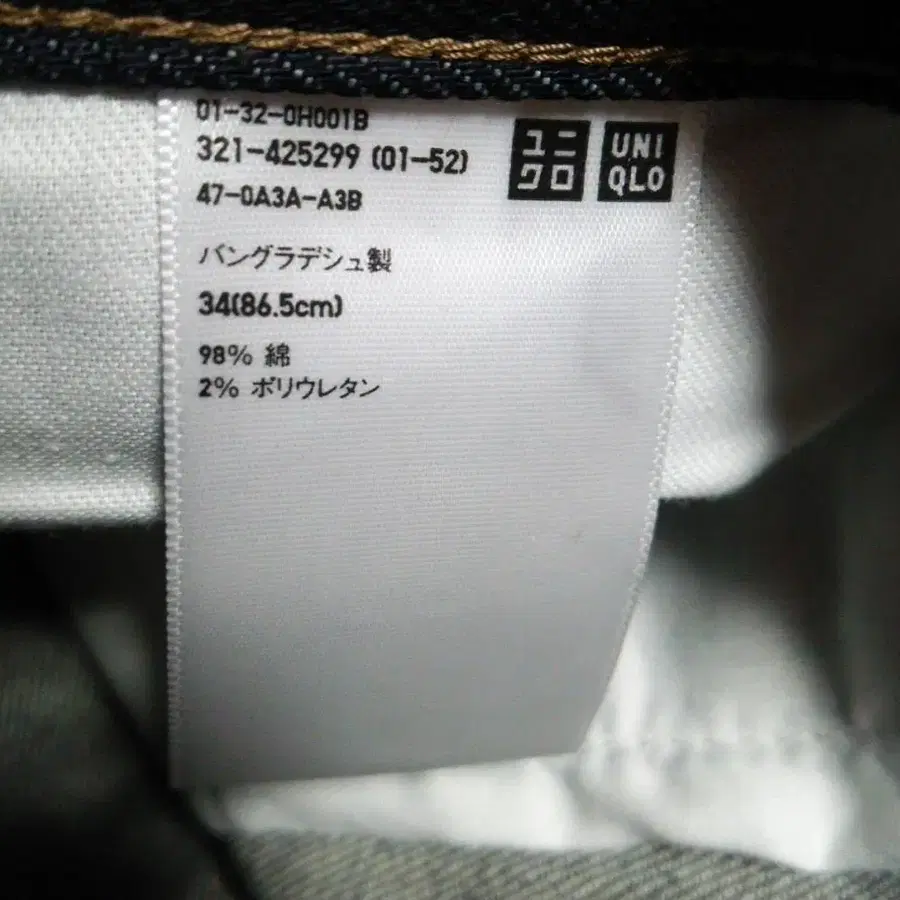 01-32-0H001B
321-425299 (01-52)
47-0A3A-A3B
ユニ
クロ
UNI
QLO
バングラデシュ製
34(86.5cm)
98% 綿
2% ポリウレタン